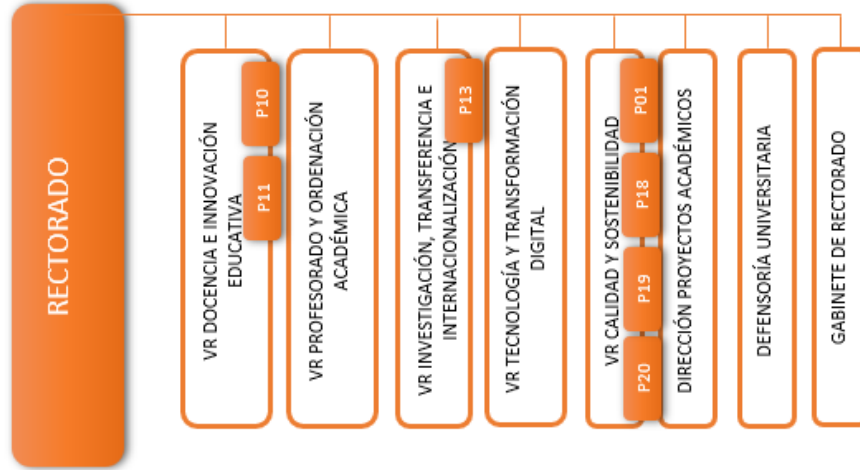 RECTORADO
VR DOCENCIA E INNOVACIÓN
EDUCATIVA
P10
P11
VR PROFESORADO Y ORDENACIÓN
ACADÉMICA
VR INVESTIGACIÓN, TRANSFERENCIA E
INTERNACIONALIZACIÓN
P13
VR TECNOLOGÍA Y TRANSFORMACIÓN
DIGITAL
VR CALIDAD Y SOSTENIBILIDAD
P01
P18
P19
P20
DIRECCIÓN PROYECTOS ACADÉMICOS
DEFENSORÍA UNIVERSITARIA
GABINETE DE RECTORADO